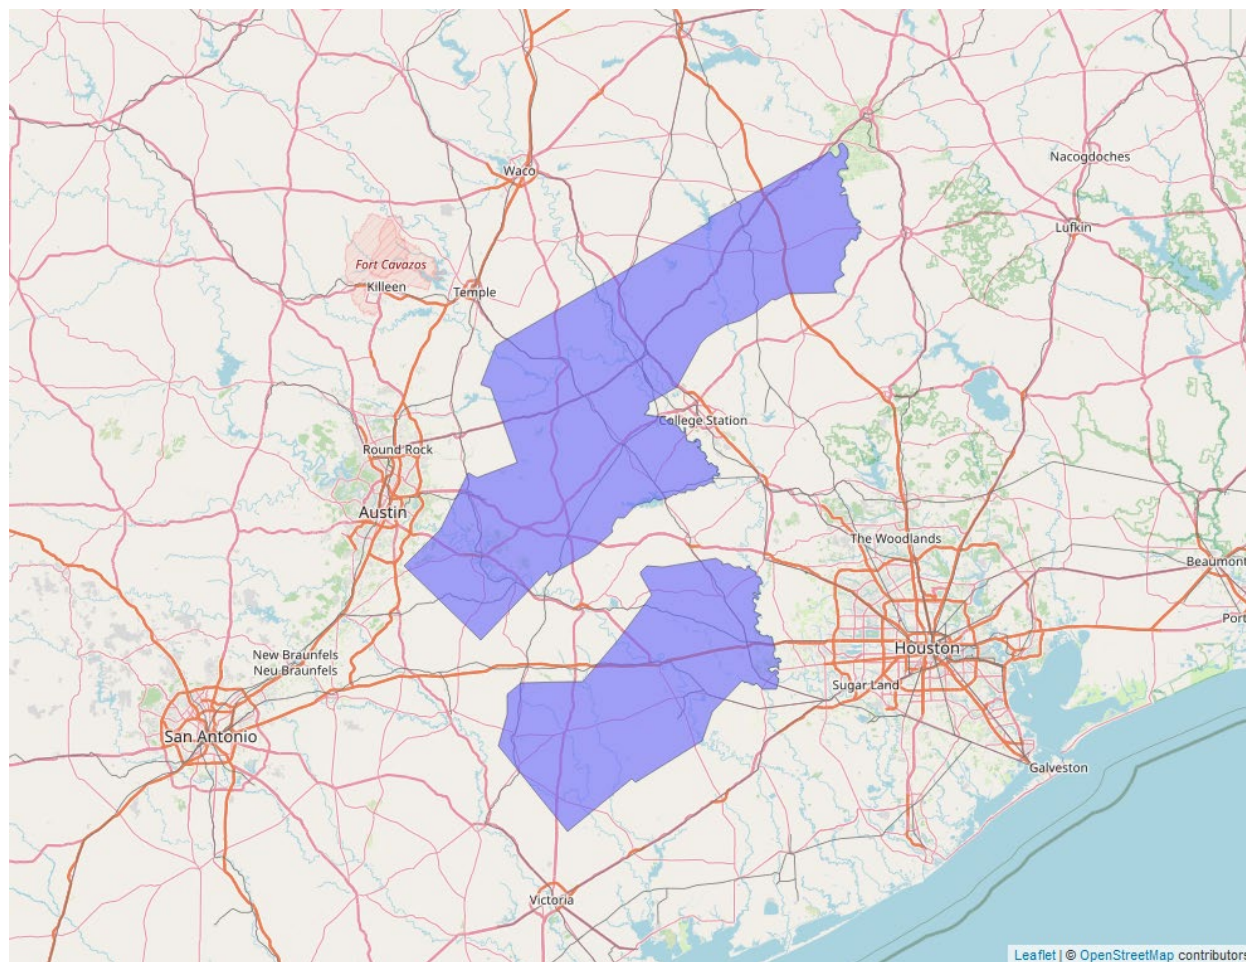 Waco
Nacogdoches
Lufkin
Fort Cavazos
Killeen
Temple
College Station
Round Rock
Austin
The Woodlands
Beaumont
Port
Houston
New Braunfels
Neu Braunfels
Sugar Land
San Antonio
Galveston
Victoria
Leaflet | © OpenStreetMap contributors